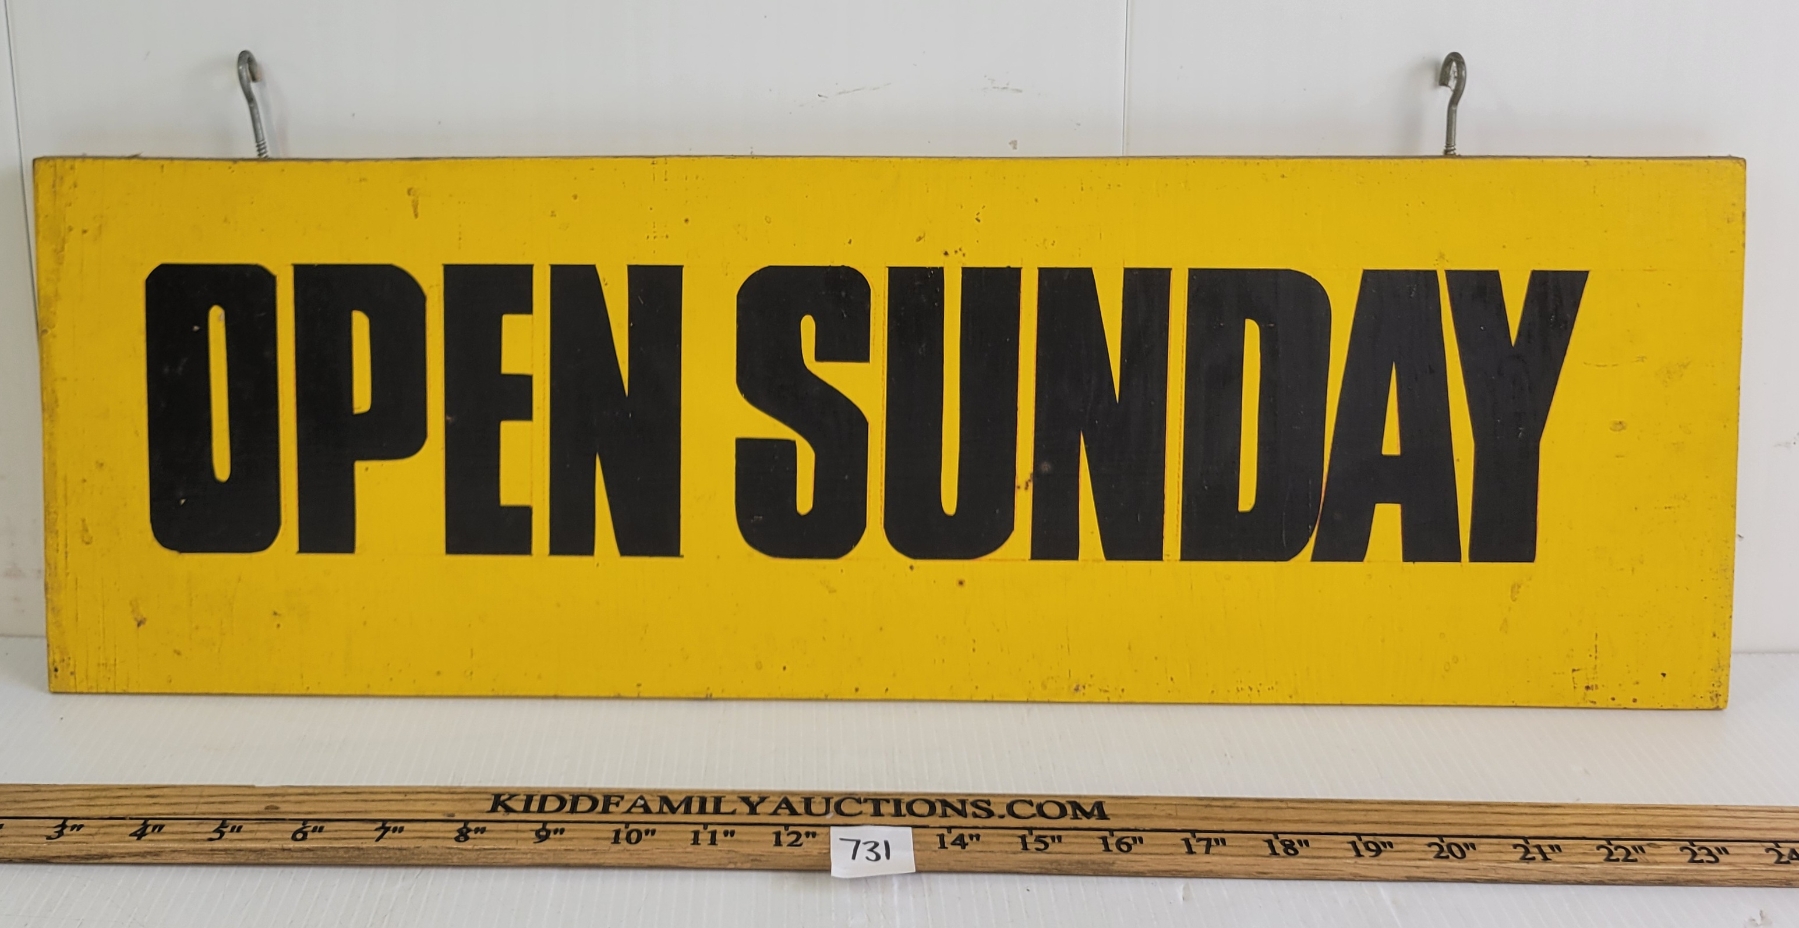 OPEN SUNDAY
KIDDFAMILYAUCTIONS.COM
3" 4" 5" 6" 7" 8" 9" 10" 11" 12" 14" 15" 16" 17" 18" 19" 20" 21" 22" 23" 24
731